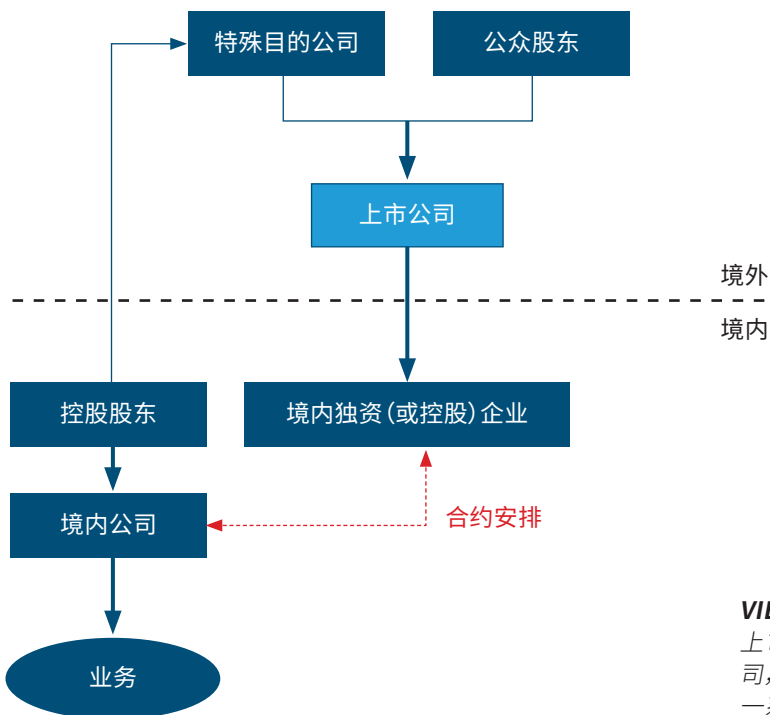 特殊目的公司
公众股东
上市公司
境外
境内
控股股东
境内独资(或控股)企业
境内公司
合约安排
业务
司,